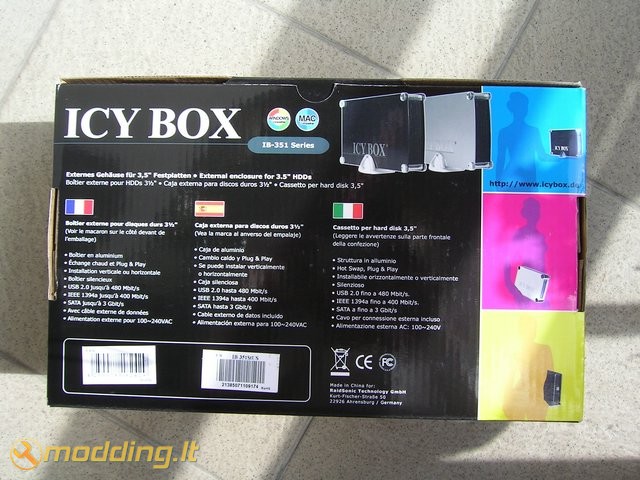 ICY BOX
WINDOWS
MAC
IB-351 Series
ICY BOX
Externes Gehäuse für 3,5" Festplatten • External enclosure for 3.5" HDDs
Boîtier externe pour HDDs 3½" • Caja externa para discos duros 3½" • Cassetto per hard disk 3,5"
http://www.icybox.de
Boîtier externe pour disques durs 3½"
(Voir le macaron sur le côté devant de
l'emballage)
• Boîtier en aluminium
• Échange chaud et Plug & Play
• Installation verticale ou horizontale
• Boîtier silencieux
• USB 2.0 jusqu'à 480 Mbit/s
• IEEE 1394a jusqu'à 400 Mbit/s
• SATA jusqu'à 3 Gbit/s
• Avec câble externe de données
• Alimentation externe pour 100~240VAC
Caja externa para discos duros 3½"
(Vea la marca al anverso del empalaje)
• Caja de aluminio
• Cambio caldo y Plug & Play
• Se puede instalar verticalmente
o horizontalmente
• Caja silenciosa
• USB 2.0 hasta 480 Mbit/s
• IEEE 1394a hasta 400 Mbit/s
• SATA hasta 3 Gbit/s
• Cable externo de datos incluido
• Alimentación externa para 100~240VAC
Cassetto per hard disk 3,5"
(Leggere le avvertenze sulla parte frontale
della confezione)
• Struttura in alluminio
• Hot Swap, Plug & Play
• Installabile orizzontalmente o verticalmente
• Silenzioso
• USB 2.0 fino a 480 Mbit/s.
• IEEE 1394a fino a 400 Mbit/s.
• SATA a fino a 3 Gbit/s
• Cavo per connessione esterna incluso
• Alimentazione esterna AC: 100~240V
IB-351StUS
21385071109174
RoHS
CE
FC
Made in China for:
RaidSonic Technology GmbH
Kurt-Fischer-Straße 50
22926 Ahrensburg / Germany
modding.lt